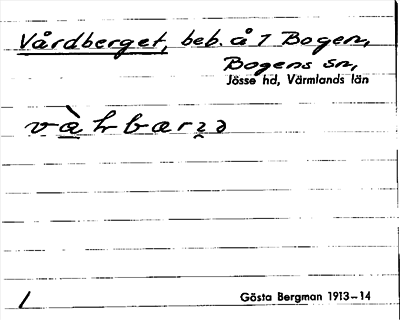 Vårdberget, beb. å 1 Bogen,
Bogens sn,
Jösse hd, Värmlands län
Gösta Bergman 1913–14